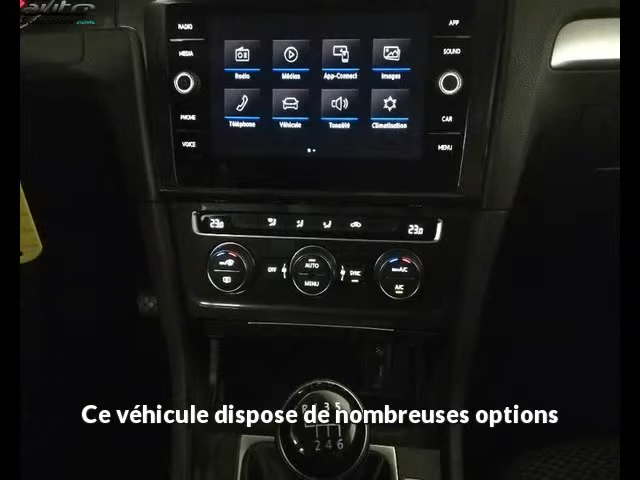 RADIO
APP
MEDIA
SOUND
Radio Médias App-Connect Images
PHONE
CAR
Téléphone Véhicule Tonalité Climatisation
VOICE
MENU
23.0
23.0
OFF AUTO SYNC
MENU
A/C
Ce véhicule dispose de nombreuses options
R 1 3 5
2 4 6